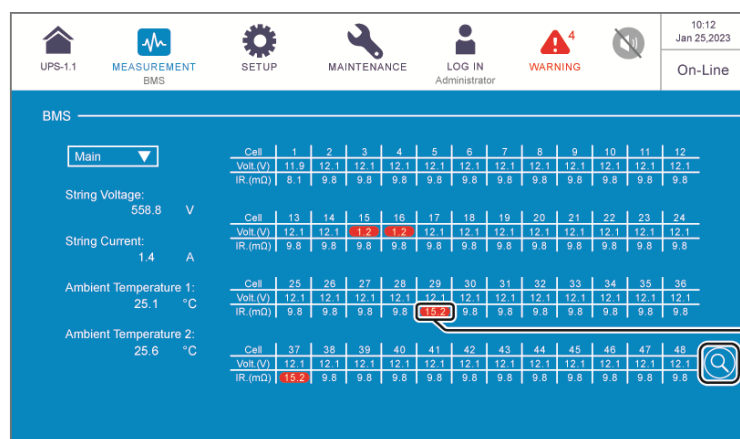 4
10:12
Jan 25,2023
UPS-1.1 MEASUREMENT SETUP MAINTENANCE LOG IN WARNING
BMS Administrator
On-Line
BMS
Main
String Voltage:
558.8 V
String Current:
1.4 A
Ambient Temperature 1:
25.1 °C
Ambient Temperature 2:
25.6 °C
Cell 1 2 3 4 5 6 7 8 9 10 11 12
Volt.(V) 11.9 12.1 12.1 12.1 12.1 12.1 12.1 12.1 12.1 12.1 12.1 12.1
IR.(mΩ) 8.1 9.8 9.8 9.8 9.8 9.8 9.8 9.8 9.8 9.8 9.8 9.8
Cell 13 14 15 16 17 18 19 20 21 22 23 24
Volt.(V) 12.1 12.1 1.2 1.2 12.1 12.1 12.1 12.1 12.1 12.1 12.1 12.1
IR.(mΩ) 9.8 9.8 9.8 9.8 9.8 9.8 9.8 9.8 9.8 9.8 9.8 9.8
Cell 25 26 27 28 29 30 31 32 33 34 35 36
Volt.(V) 12.1 12.1 12.1 12.1 12.1 12.1 12.1 12.1 12.1 12.1 12.1 12.1
IR.(mΩ) 9.8 9.8 9.8 9.8 15.2 9.8 9.8 9.8 9.8 9.8 9.8 9.8
Cell 37 38 39 40 41 42 43 44 45 46 47 48
Volt.(V) 12.1 12.1 12.1 12.1 12.1 12.1 12.1 12.1 12.1 12.1 12.1 12.1
IR.(mΩ) 15.2 9.8 9.8 9.8 9.8 9.8 9.8 9.8 9.8 9.8 9.8 9.8